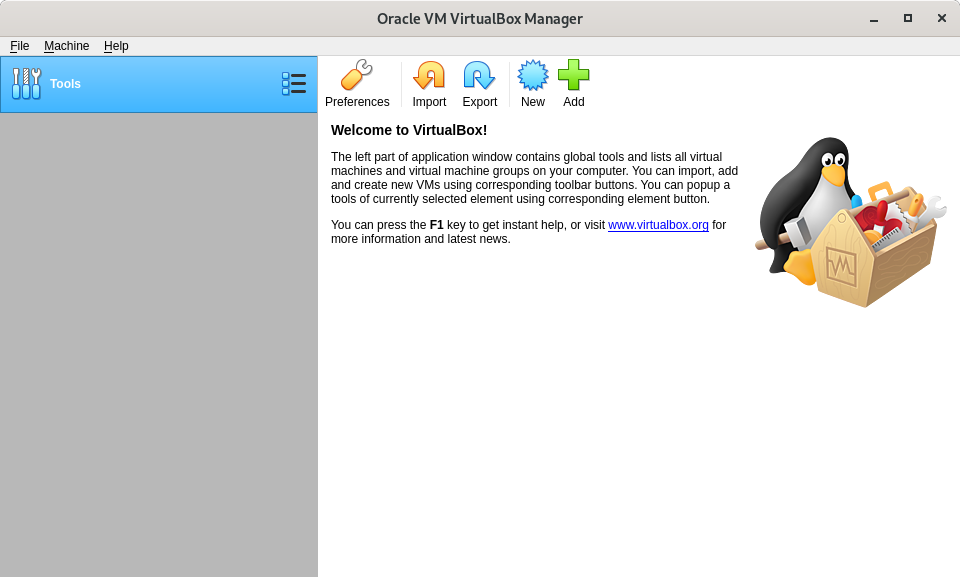 Oracle VM VirtualBox Manager
File Machine Help
Tools
Preferences Import Export New Add
Welcome to VirtualBox!
The left part of application window contains global tools and lists all virtual
machines and virtual machine groups on your computer. You can import, add
and create new VMs using corresponding toolbar buttons. You can popup a
tools of currently selected element using corresponding element button.
You can press the F1 key to get instant help, or visit www.virtualbox.org for
more information and latest news.